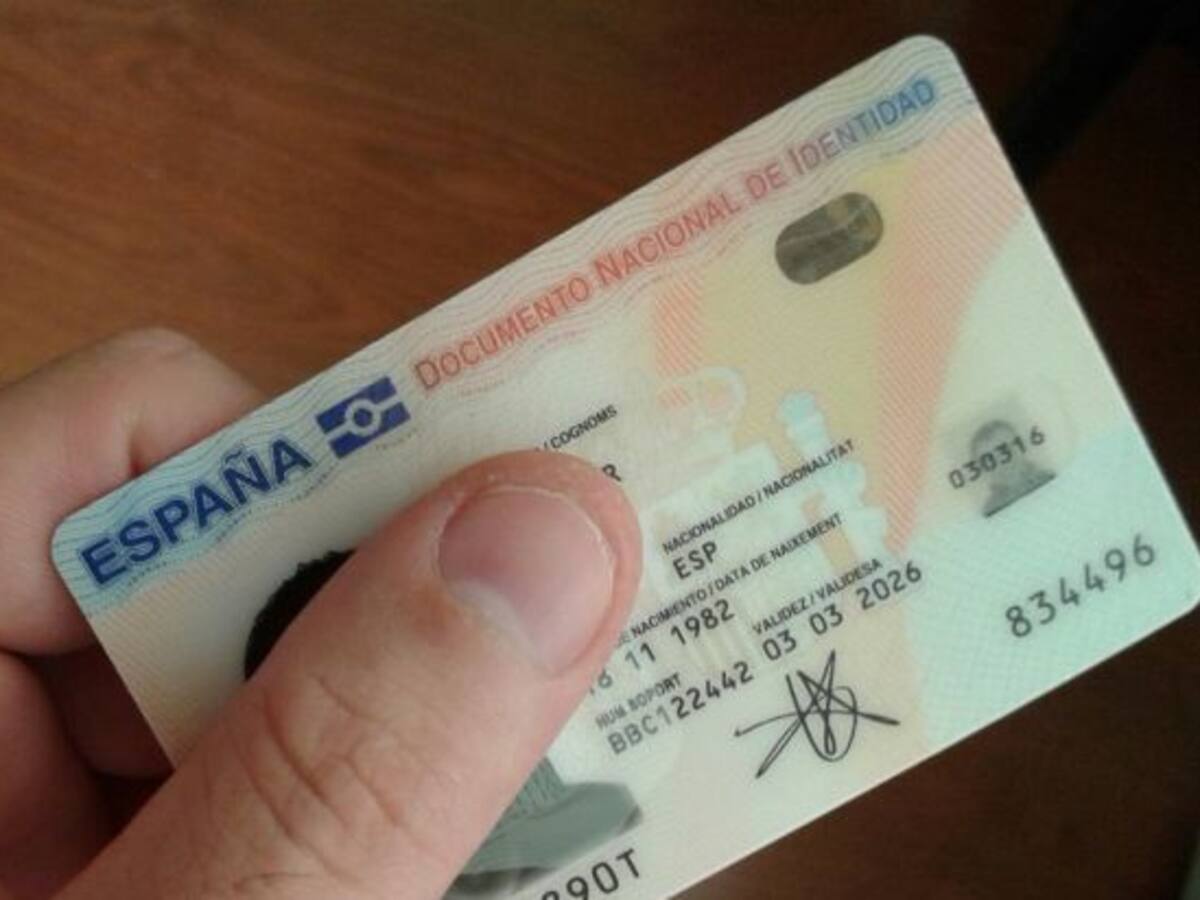 ESPAÑA DOCUMENTO NACIONAL DE IDENTIDAD
/ COGNOMS
R
NACIONALIDAD / NACIONALITAT
ESP
NACIMIENTO / DATA DE NAIXEMENT
6 11 1982
NUM SOPORT VALIDEZ / VALIDESA
BBC122442 03 03 2026
030316
834496
890T